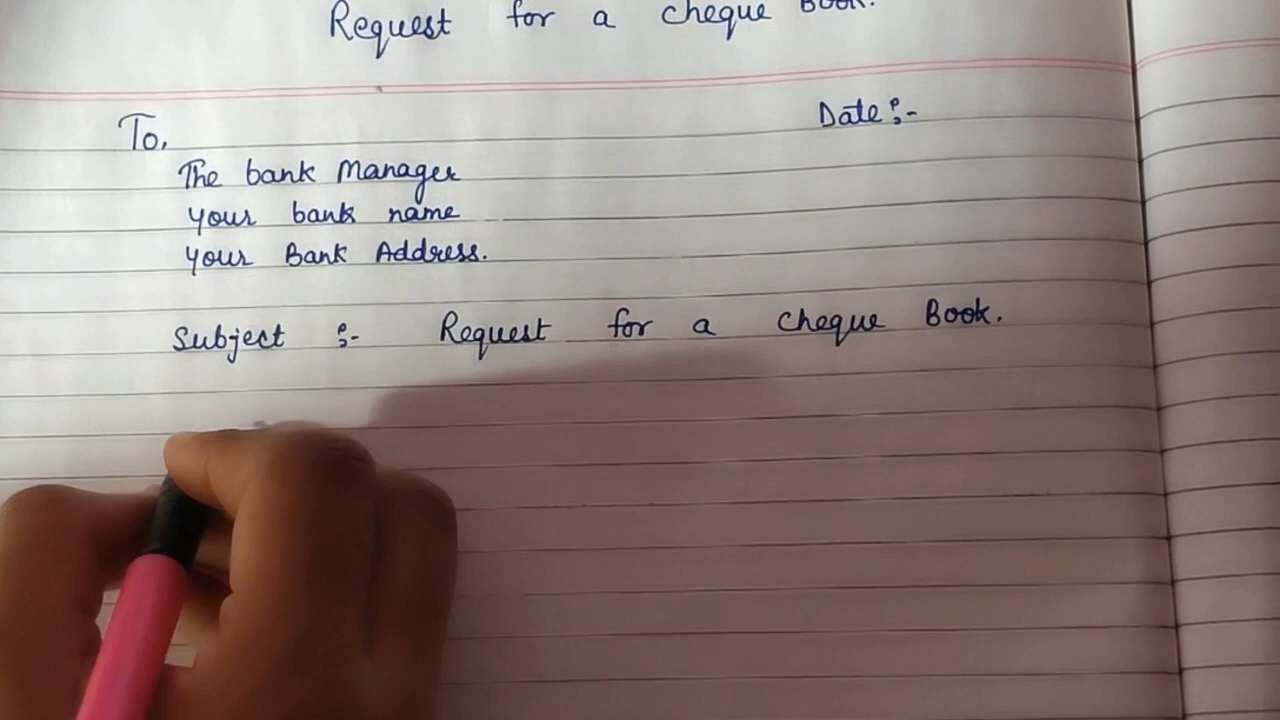 Request for a cheque Book.
To,
Date :-
The bank Manager
your bank name
your Bank Address.
Subject :- Request for a cheque Book.